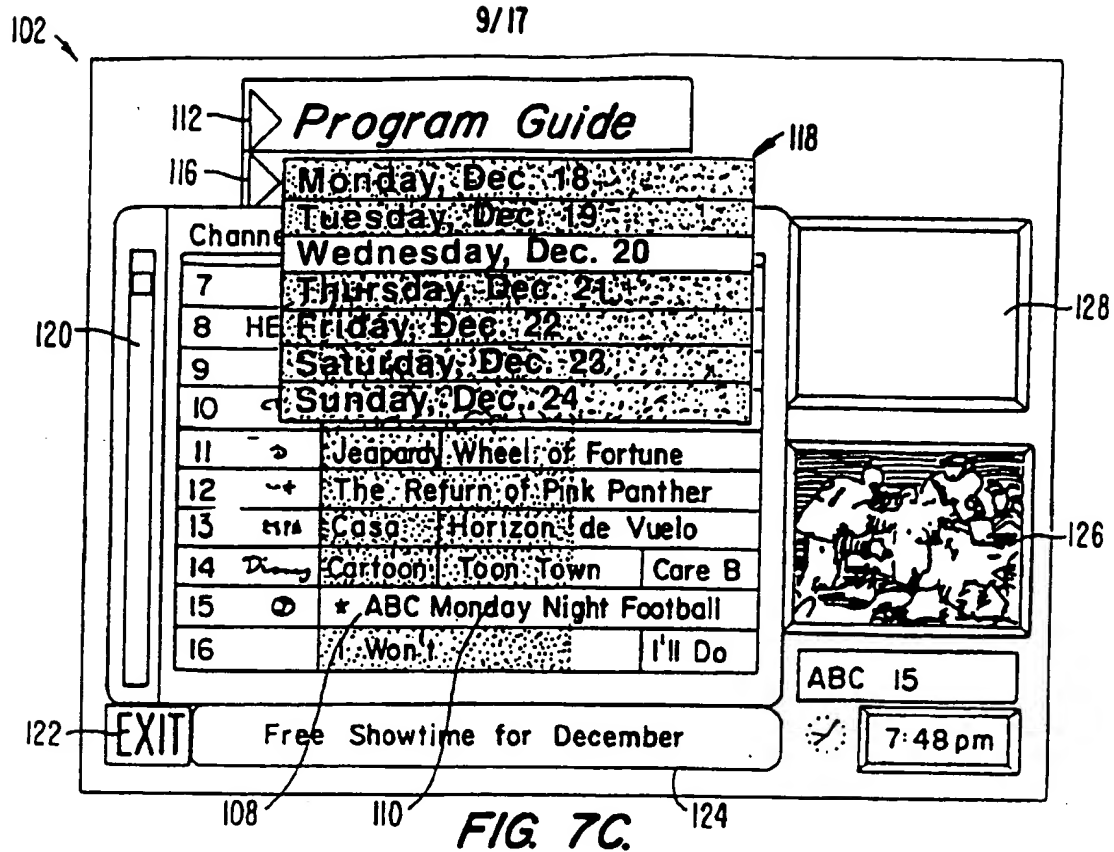 9/17
102
112
Program Guide
118
116
Monday, Dec. 18
Tuesday, Dec. 19
Channe
Wednesday, Dec. 20
7
Thursday, Dec. 21
128
120
8 HE
Friday, Dec. 22
9
Saturday, Dec. 23
10
Sunday, Dec. 24
11 Jeapardy Wheel of Fortune
12 The Return of Pink Panther
13 Casa Horizon de Vuelo
126
14 Disney Cartoon Toon Town Care B
15 * ABC Monday Night Football
16 I Won't I'll Do
ABC 15
122
EXIT
Free Showtime for December
7:48pm
108
110
124
FIG. 7C.